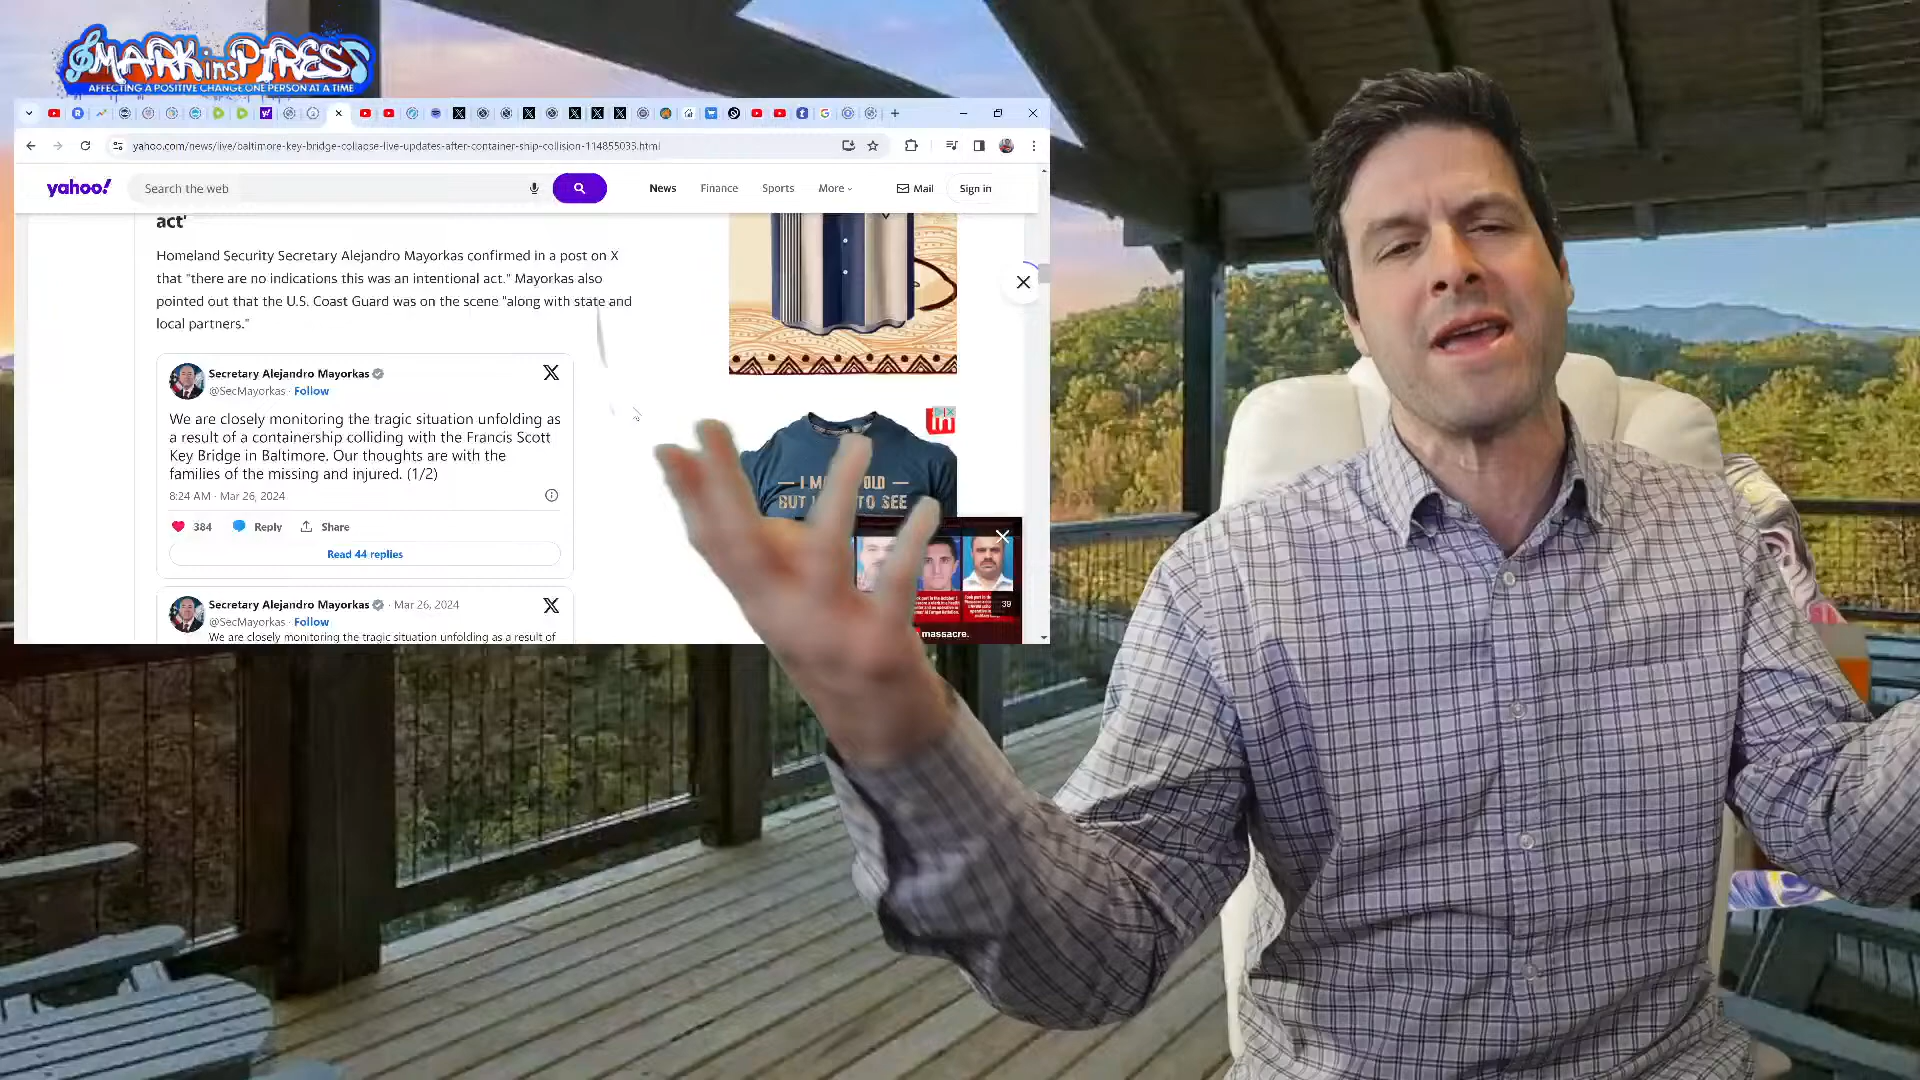 MARKinsPIRES
AFFECTING A POSITIVE CHANGE ONE PERSON AT A TIME
yahoo.com/news/live/baltimore-key-bridge-collapse-live-updates-after-container-ship-collision-114855033.html
yahoo!
Search the web
News
Finance
Sports
More
Mail
Sign in
act'
Homeland Security Secretary Alejandro Mayorkas confirmed in a post on X
that "there are no indications this was an intentional act." Mayorkas also
pointed out that the U.S. Coast Guard was on the scene "along with state and
local partners."
Secretary Alejandro Mayorkas
@SecMayorkas · Follow
We are closely monitoring the tragic situation unfolding as
a result of a containership colliding with the Francis Scott
Key Bridge in Baltimore. Our thoughts are with the
families of the missing and injured. (1/2)
8:24 AM · Mar 26, 2024
384
Reply
Share
Read 44 replies
Secretary Alejandro Mayorkas · Mar 26, 2024
@SecMayorkas · Follow
We are closely monitoring the tragic situation unfolding as a result of
OLD
BUT
TO SEE
39
massacre.